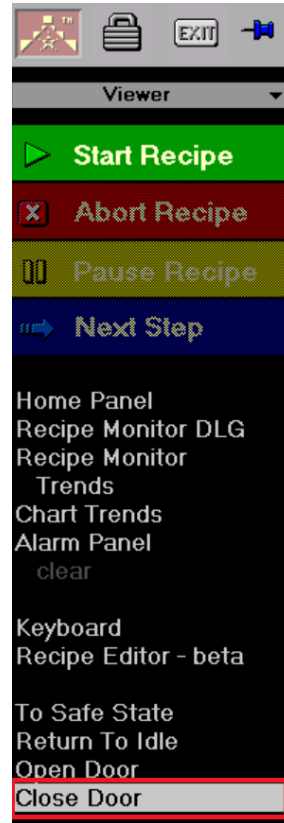 TM
EXIT
Viewer
Start Recipe
Abort Recipe
Pause Recipe
Next Step
Home Panel
Recipe Monitor DLG
Recipe Monitor
Trends
Chart Trends
Alarm Panel
clear
Keyboard
Recipe Editor - beta
To Safe State
Return To Idle
Open Door
Close Door